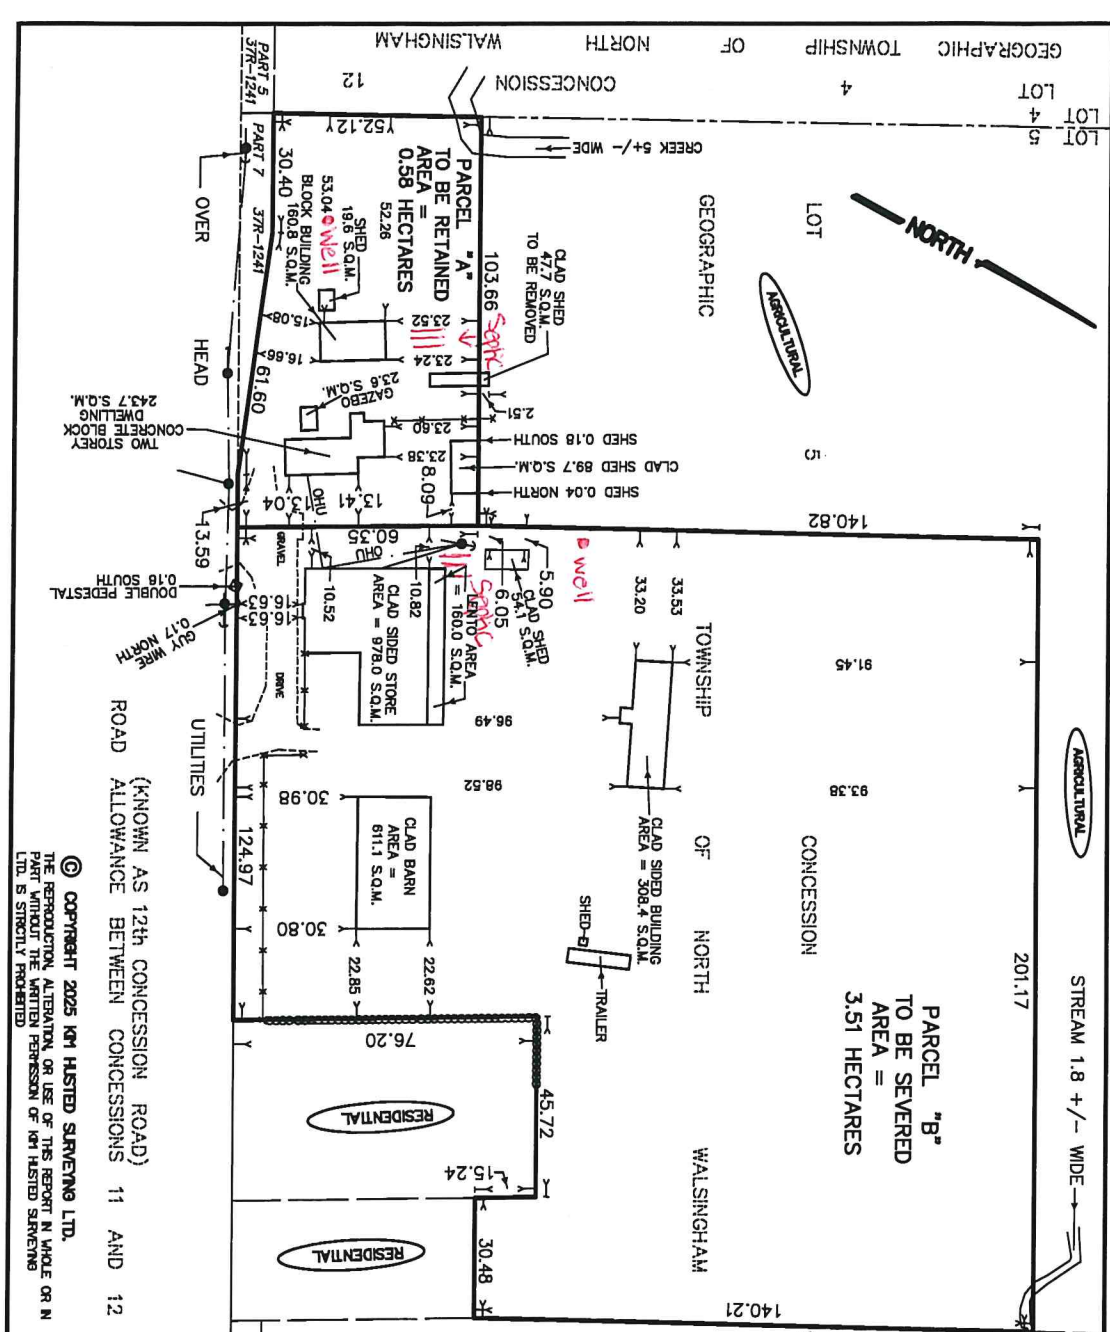 GEOGRAPHIC TOWNSHIP OF NORTH WALSINGHAM
LOT 4 CONCESSION 12
LOT 4
LOT 5
PART 5
37R-1241
PART 7 37R-1241
CREEK 5+/- WIDE
52.12
30.40
PARCEL "A"
TO BE RETAINED
AREA =
0.58 HECTARES
52.26
53.04
well
SHED
19.6 S.Q.M.
BLOCK BUILDING
160.8 S.Q.M.
103.66
Septic
CLAD SHED
47.7 S.Q.M.
TO BE REMOVED
23.52
23.24
15.08
16.66
61.60
GAZEBO
23.6 S.Q.M.
2.51
23.60
23.38
8.09
SHED 0.18 SOUTH
CLAD SHED 89.7 S.Q.M.
SHED 0.04 NORTH
TWO STOREY
CONCRETE BLOCK
DWELLING
243.7 S.Q.M.
13.04
13.41
OHU
OVER HEAD UTILITIES
GEOGRAPHIC TOWNSHIP OF NORTH WALSINGHAM
LOT 5 CONCESSION
NORTH
AGRICULTURAL
140.82
60.35
13.59
OHU
GRAVEL
DRIVE
DOUBLE PEDESTAL
0.16 SOUTH
GUY WIRE
0.17 NORTH
16.63
16.63
10.52
10.82
CLAD SIDED STORE
AREA = 978.0 S.Q.M.
LENTO AREA
= 160.0 S.Q.M.
Septic
6.05
5.90
CLAD SHED
54.1 S.Q.M.
well
33.20
33.53
91.45
93.38
96.49
98.52
CLAD SIDED BUILDING
AREA = 308.4 S.Q.M.
AGRICULTURAL
30.98
30.80
CLAD BARN
AREA =
611.1 S.Q.M.
22.85
22.62
124.97
SHED
TRAILER
201.17
STREAM 1.8 +/- WIDE
PARCEL "B"
TO BE SEVERED
AREA =
3.51 HECTARES
76.20
45.72
15.24
30.48
140.21
RESIDENTIAL
RESIDENTIAL
(KNOWN AS 12th CONCESSION ROAD)
ROAD ALLOWANCE BETWEEN CONCESSIONS 11 AND 12
© COPYRIGHT 2025 KIM HUSTED SURVEYING LTD.
THE REPRODUCTION, ALTERATION, OR USE OF THIS REPORT IN WHOLE OR IN
PART WITHOUT THE WRITTEN PERMISSION OF KIM HUSTED SURVEYING
LTD. IS STRICTLY PROHIBITED